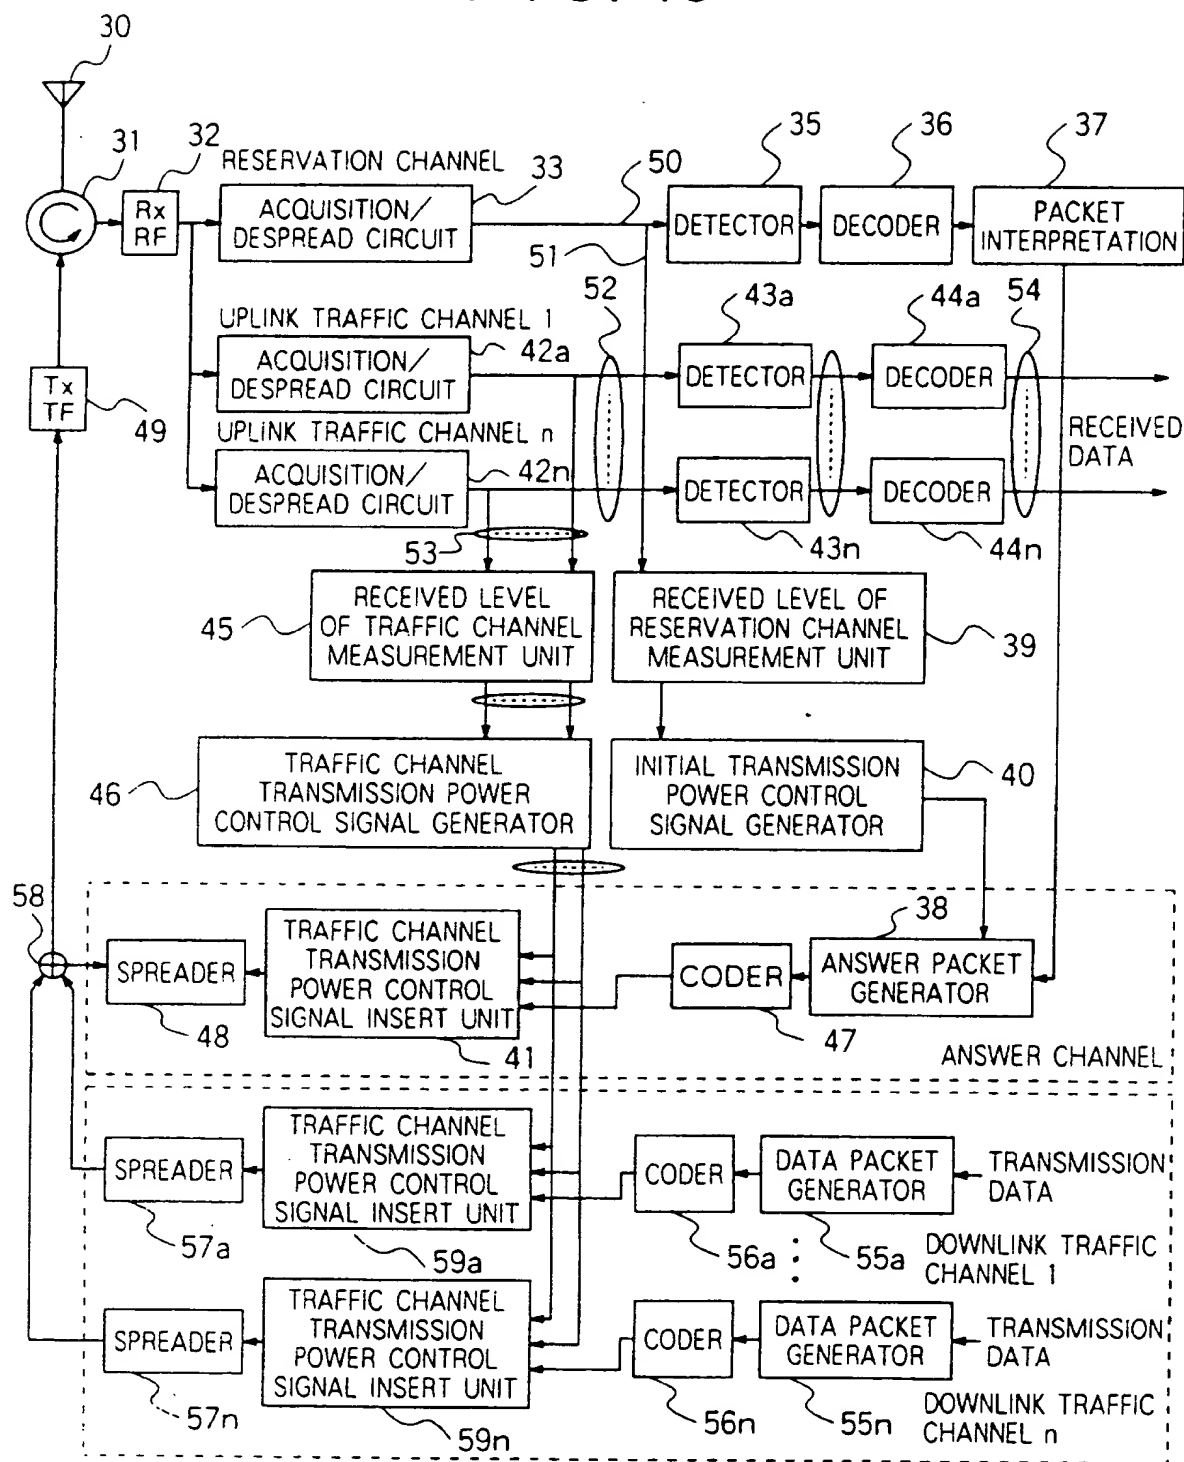 30
31
32
RESERVATION CHANNEL
33
50
35
36
37
Rx
RF
ACQUISITION/
DESPREAD CIRCUIT
DETECTOR
DECODER
PACKET
INTERPRETATION
51
52
43a
44a
54
UPLINK TRAFFIC CHANNEL 1
42a
ACQUISITION/
DESPREAD CIRCUIT
DETECTOR
DECODER
Tx
TF
49
UPLINK TRAFFIC CHANNEL n
42n
RECEIVED
DATA
ACQUISITION/
DESPREAD CIRCUIT
DETECTOR
DECODER
53
43n
44n
45
RECEIVED LEVEL
OF TRAFFIC CHANNEL
MEASUREMENT UNIT
RECEIVED LEVEL OF
RESERVATION CHANNEL
MEASUREMENT UNIT
39
46
TRAFFIC CHANNEL
TRANSMISSION POWER
CONTROL SIGNAL GENERATOR
INITIAL TRANSMISSION
POWER CONTROL
SIGNAL GENERATOR
40
58
38
SPREADER
TRAFFIC CHANNEL
TRANSMISSION
POWER CONTROL
SIGNAL INSERT UNIT
CODER
ANSWER PACKET
GENERATOR
48
41
47
ANSWER CHANNEL
SPREADER
TRAFFIC CHANNEL
TRANSMISSION
POWER CONTROL
SIGNAL INSERT UNIT
CODER
DATA PACKET
GENERATOR
TRANSMISSION
DATA
57a
59a
56a
55a
DOWNLINK TRAFFIC
CHANNEL 1
SPREADER
TRAFFIC CHANNEL
TRANSMISSION
POWER CONTROL
SIGNAL INSERT UNIT
CODER
DATA PACKET
GENERATOR
TRANSMISSION
DATA
57n
59n
56n
55n
DOWNLINK TRAFFIC
CHANNEL n